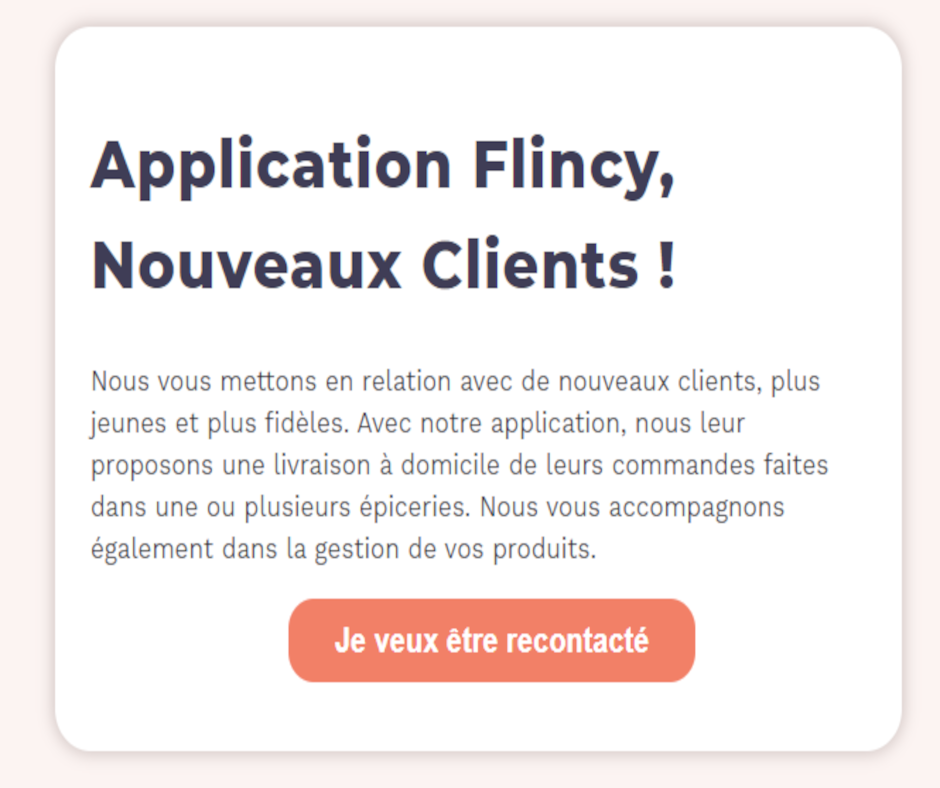 Application Flincy,
Nouveaux Clients !
Nous vous mettons en relation avec de nouveaux clients, plus
jeunes et plus fidèles. Avec notre application, nous leur
proposons une livraison à domicile de leurs commandes faites
dans une ou plusieurs épiceries. Nous vous accompagnons
également dans la gestion de vos produits.
Je veux être recontacté